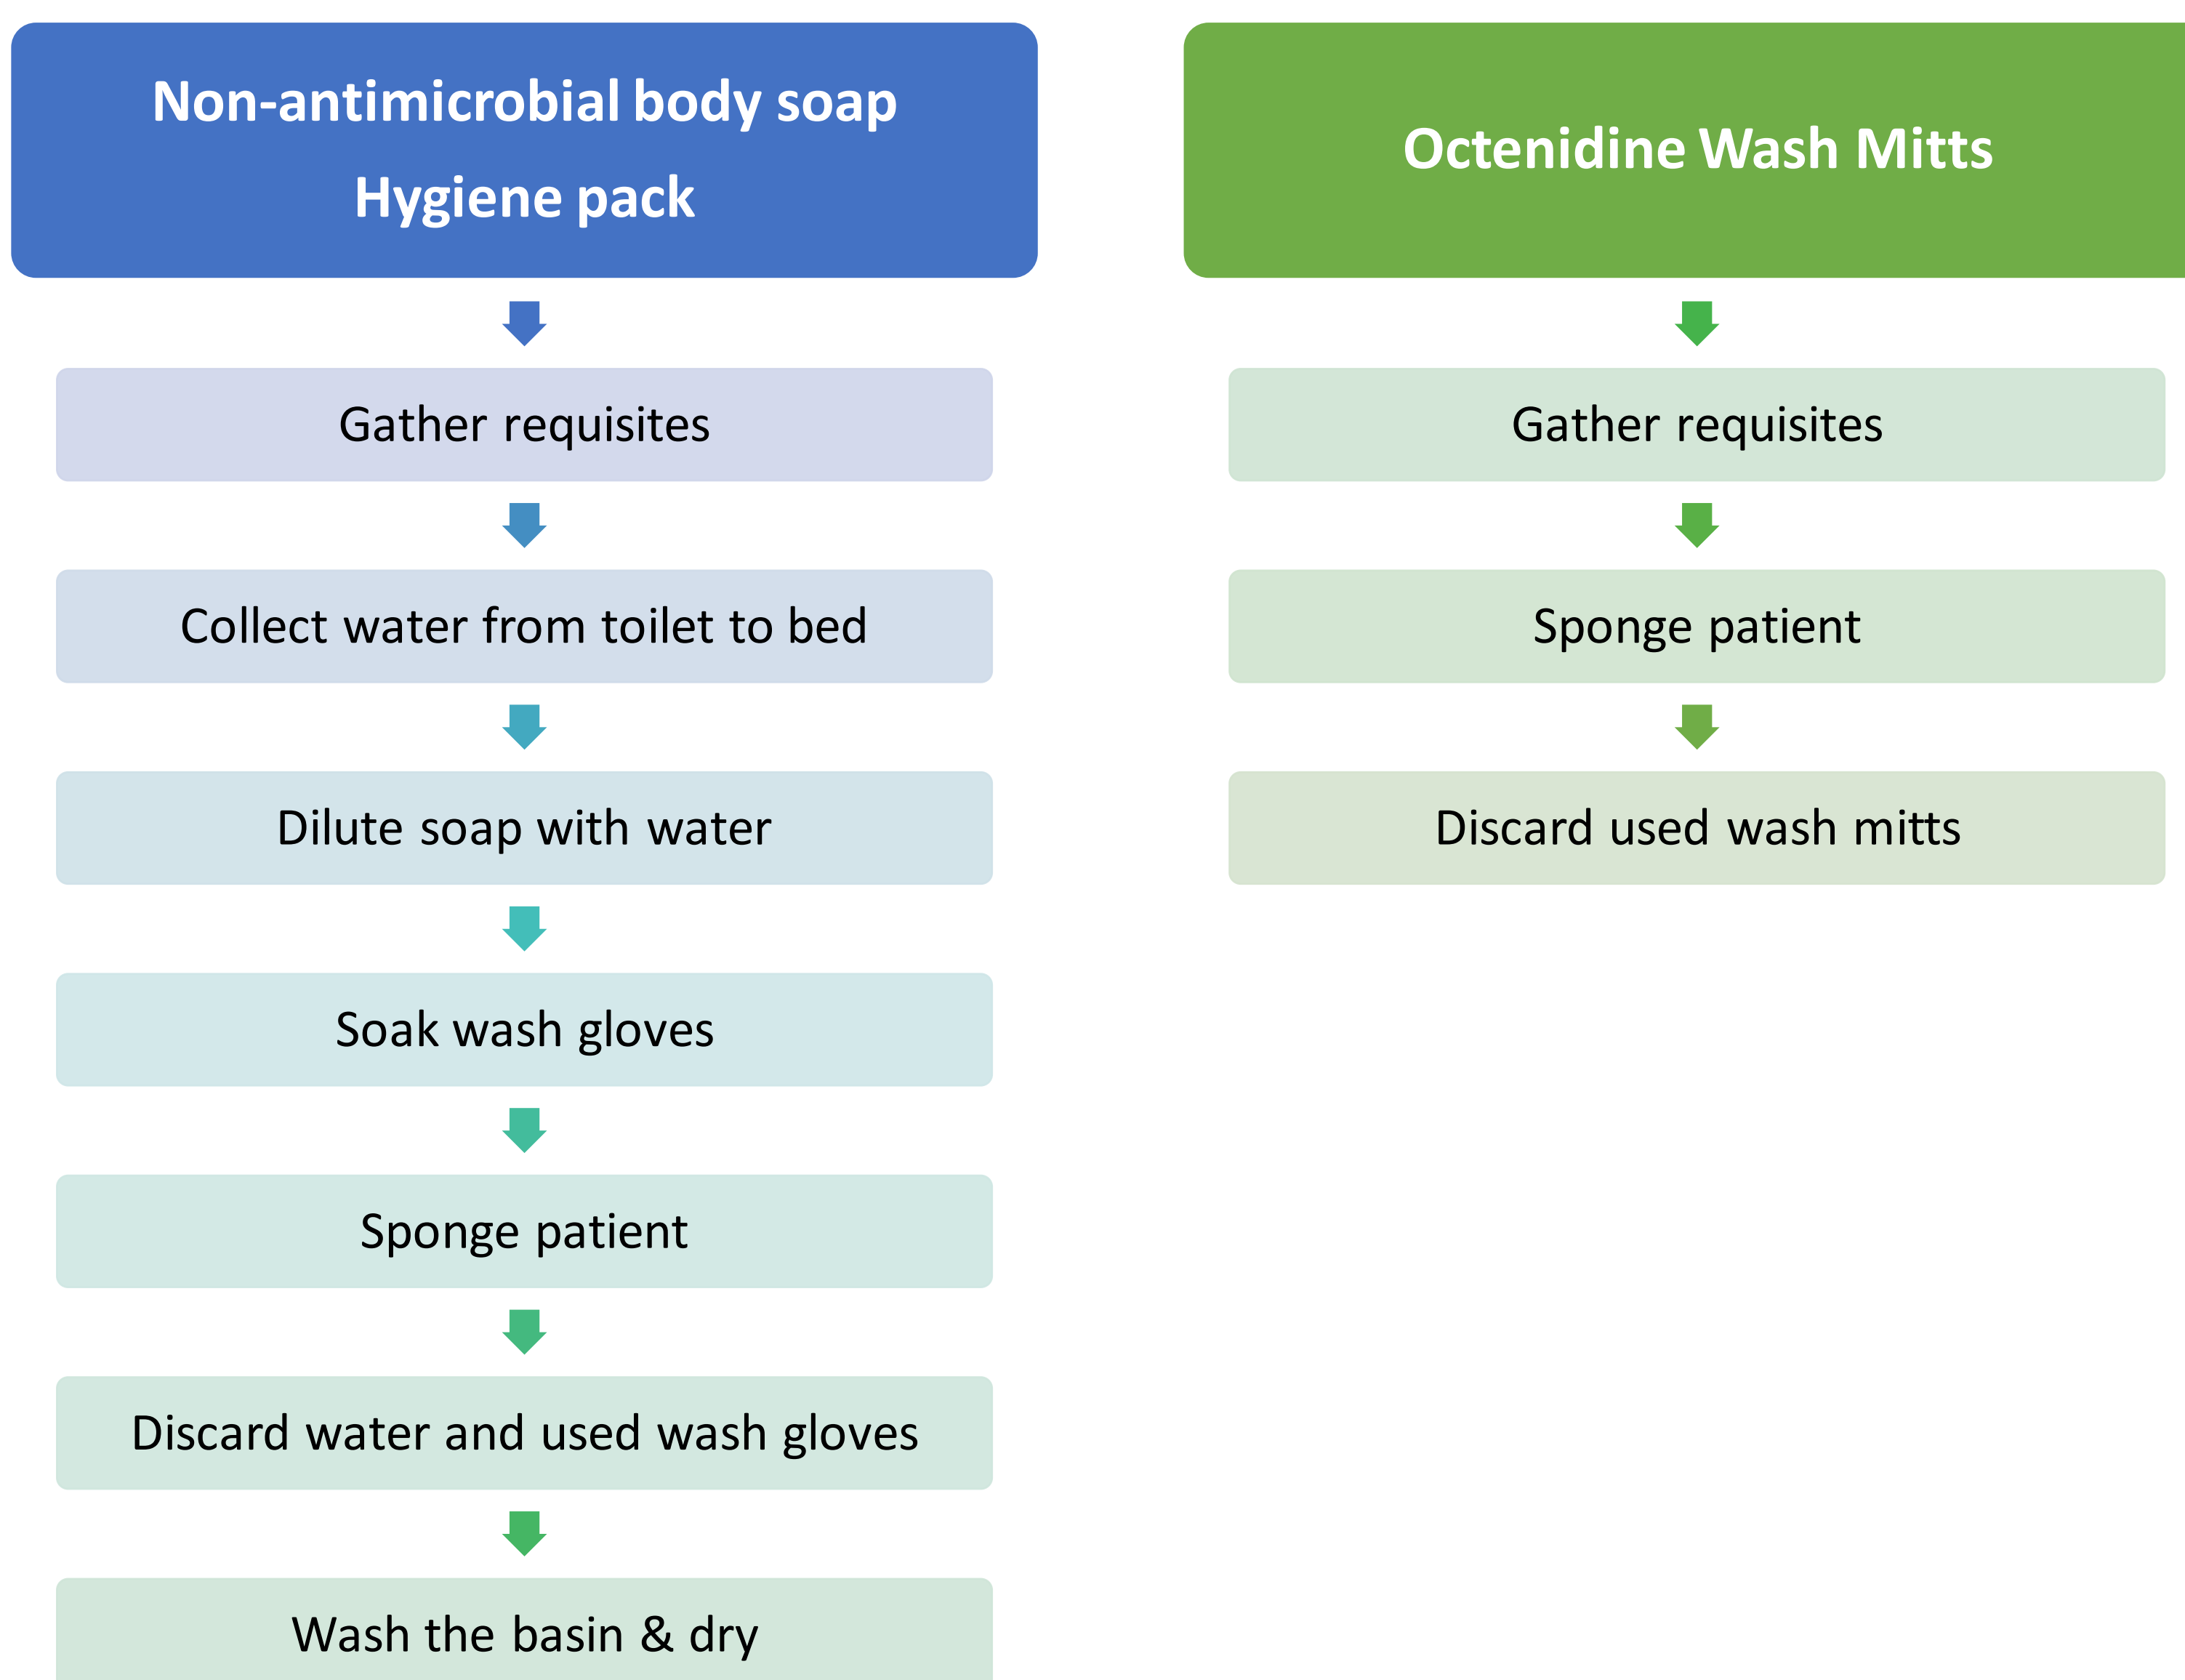 Non-antimicrobial body soap
Hygiene pack
Gather requisites
Collect water from toilet to bed
Dilute soap with water
Soak wash gloves
Sponge patient
Discard water and used wash gloves
Wash the basin & dry
Octenidine Wash Mitts
Gather requisites
Sponge patient
Discard used wash mitts